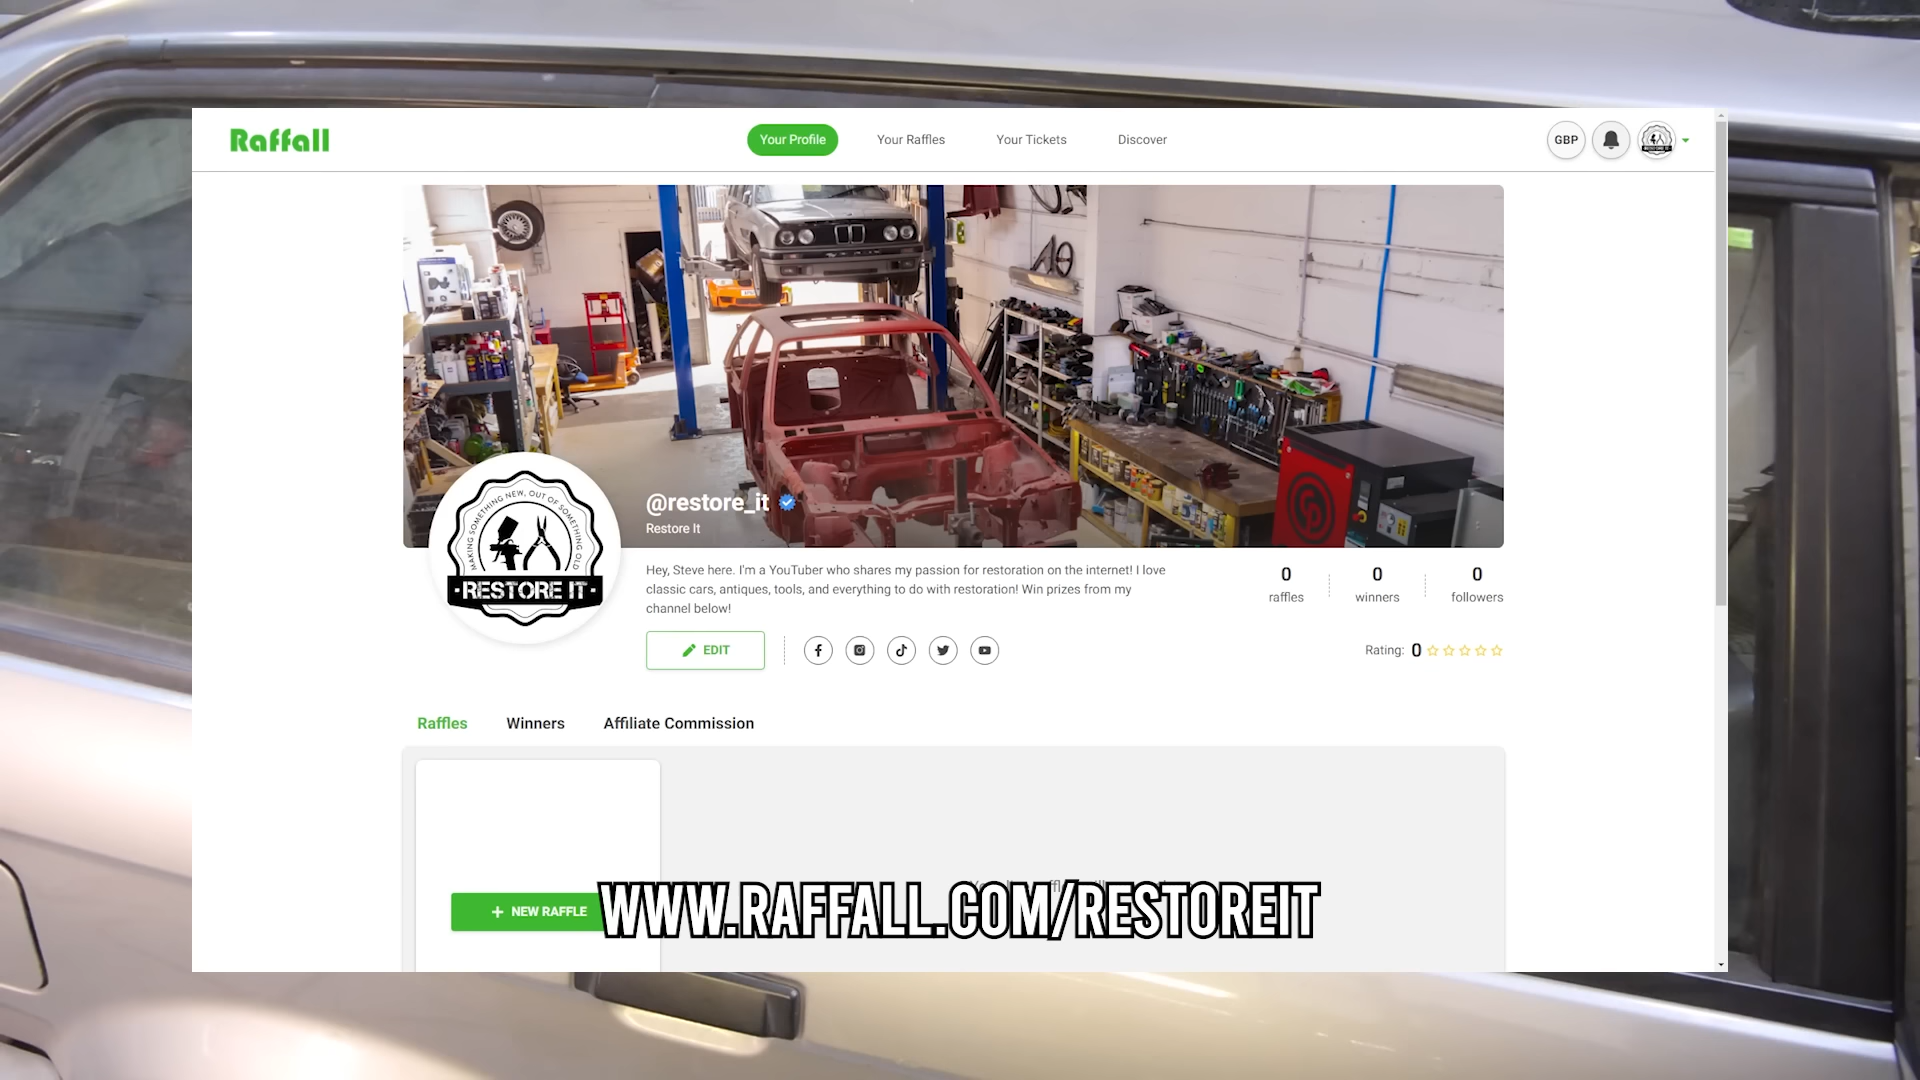 Raffall
Your Profile
Your Raffles
Your Tickets
Discover
GBP
@restore_it
Restore It
MAKING SOMETHING NEW, OUT OF SOMETHING OLD
·RESTORE IT·
Hey, Steve here. I'm a YouTuber who shares my passion for restoration on the internet! I love
classic cars, antiques, tools, and everything to do with restoration! Win prizes from my
channel below!
0
raffles
0
winners
0
followers
EDIT
Rating: 0
Raffles
Winners
Affiliate Commission
+ NEW RAFFLE
WWW.RAFFALL.COM/RESTOREIT